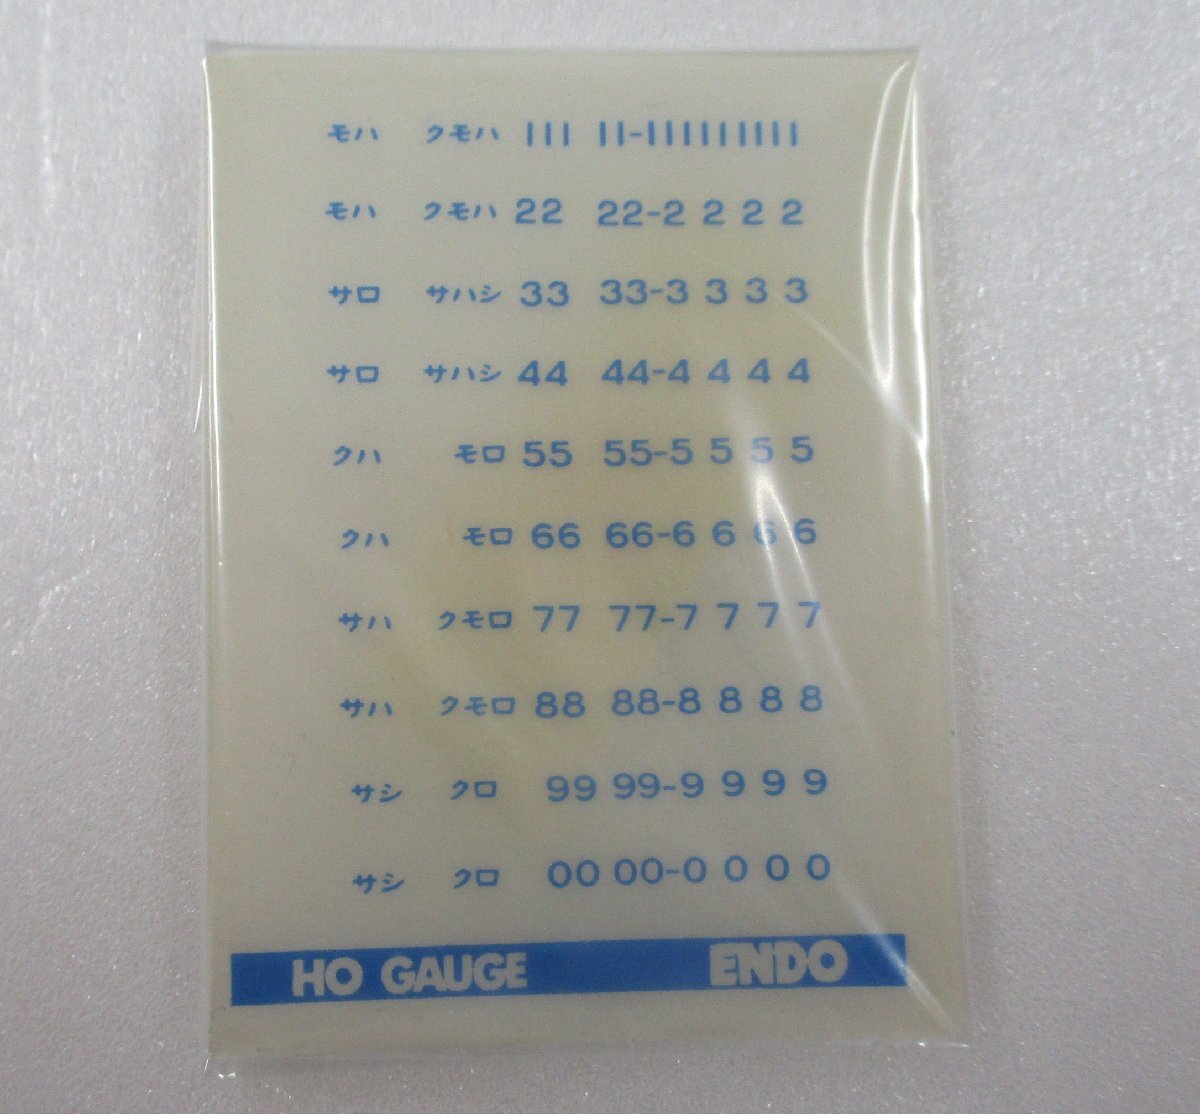 モハ クモハ 111 11-111111111
モハ クモハ 22 22-2 2 2 2
サロ サハシ 33 33-3 3 3 3
サロ サハシ 44 44-4 4 4 4
クハ モロ 55 55-5 5 5 5
クハ モロ 66 66-6 6 6 6
サハ クモロ 77 77-7 7 7 7
サハ クモロ 88 88-8 8 8 8
サシ クロ 99 99-9 9 9 9
サシ クロ 00 00-0 0 0 0
HO GAUGE ENDO